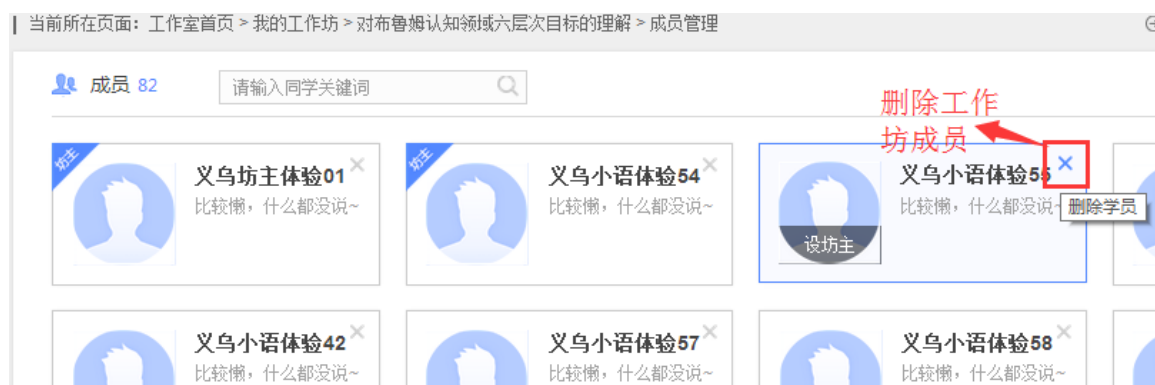 当前所在页面：工作室首页 > 我的工作坊 > 对布鲁姆认知领域六层次目标的理解 > 成员管理
成员 82
请输入同学关键词
删除工作
坊成员
坊主
义乌坊主体验01
比较懒，什么都没说~
坊主
义乌小语体验54
比较懒，什么都没说~
义乌小语体验55
比较懒，什么都没说~
设坊主
删除学员
义乌小语体验42
比较懒，什么都没说~
义乌小语体验57
比较懒，什么都没说~
义乌小语体验58
比较懒，什么都没说~